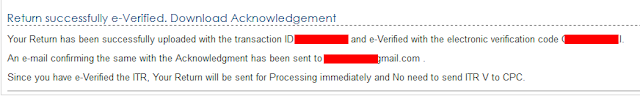 Return successfully e-Verified. Download Acknowledgement
Your Return has been successfully uploaded with the transaction ID and e-Verified with the electronic verification code
An e-mail confirming the same with the Acknowledgment has been sent to gmail.com .
Since you have e-Verified the ITR, Your Return will be sent for Processing immediately and No need to send ITR V to CPC.